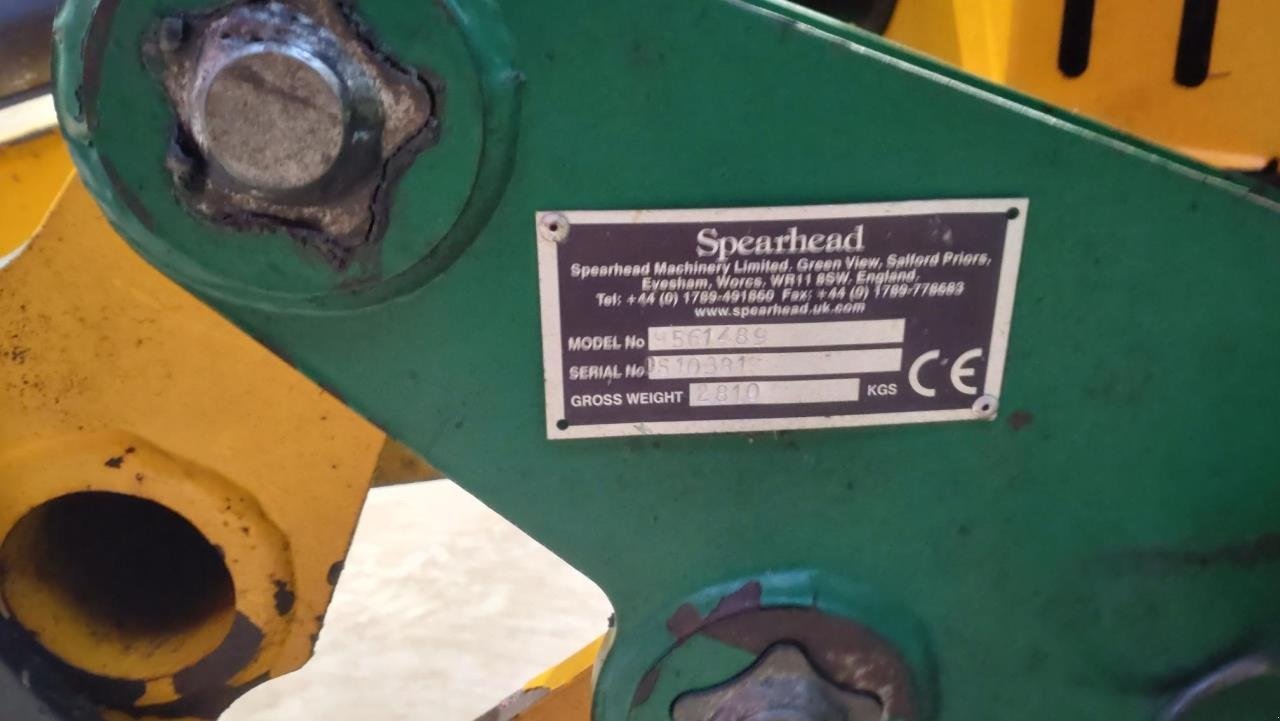 Spearhead
Spearhead Machinery Limited, Green View, Salford Priors,
Evesham, Worcs, WR11 8SW, England,
Tel: +44 (0) 1789-491860 Fax: +44 (0) 1789-778683
www.spearhead.uk.com
MODEL No
SERIAL No
GROSS WEIGHT 2810 KGS
CE